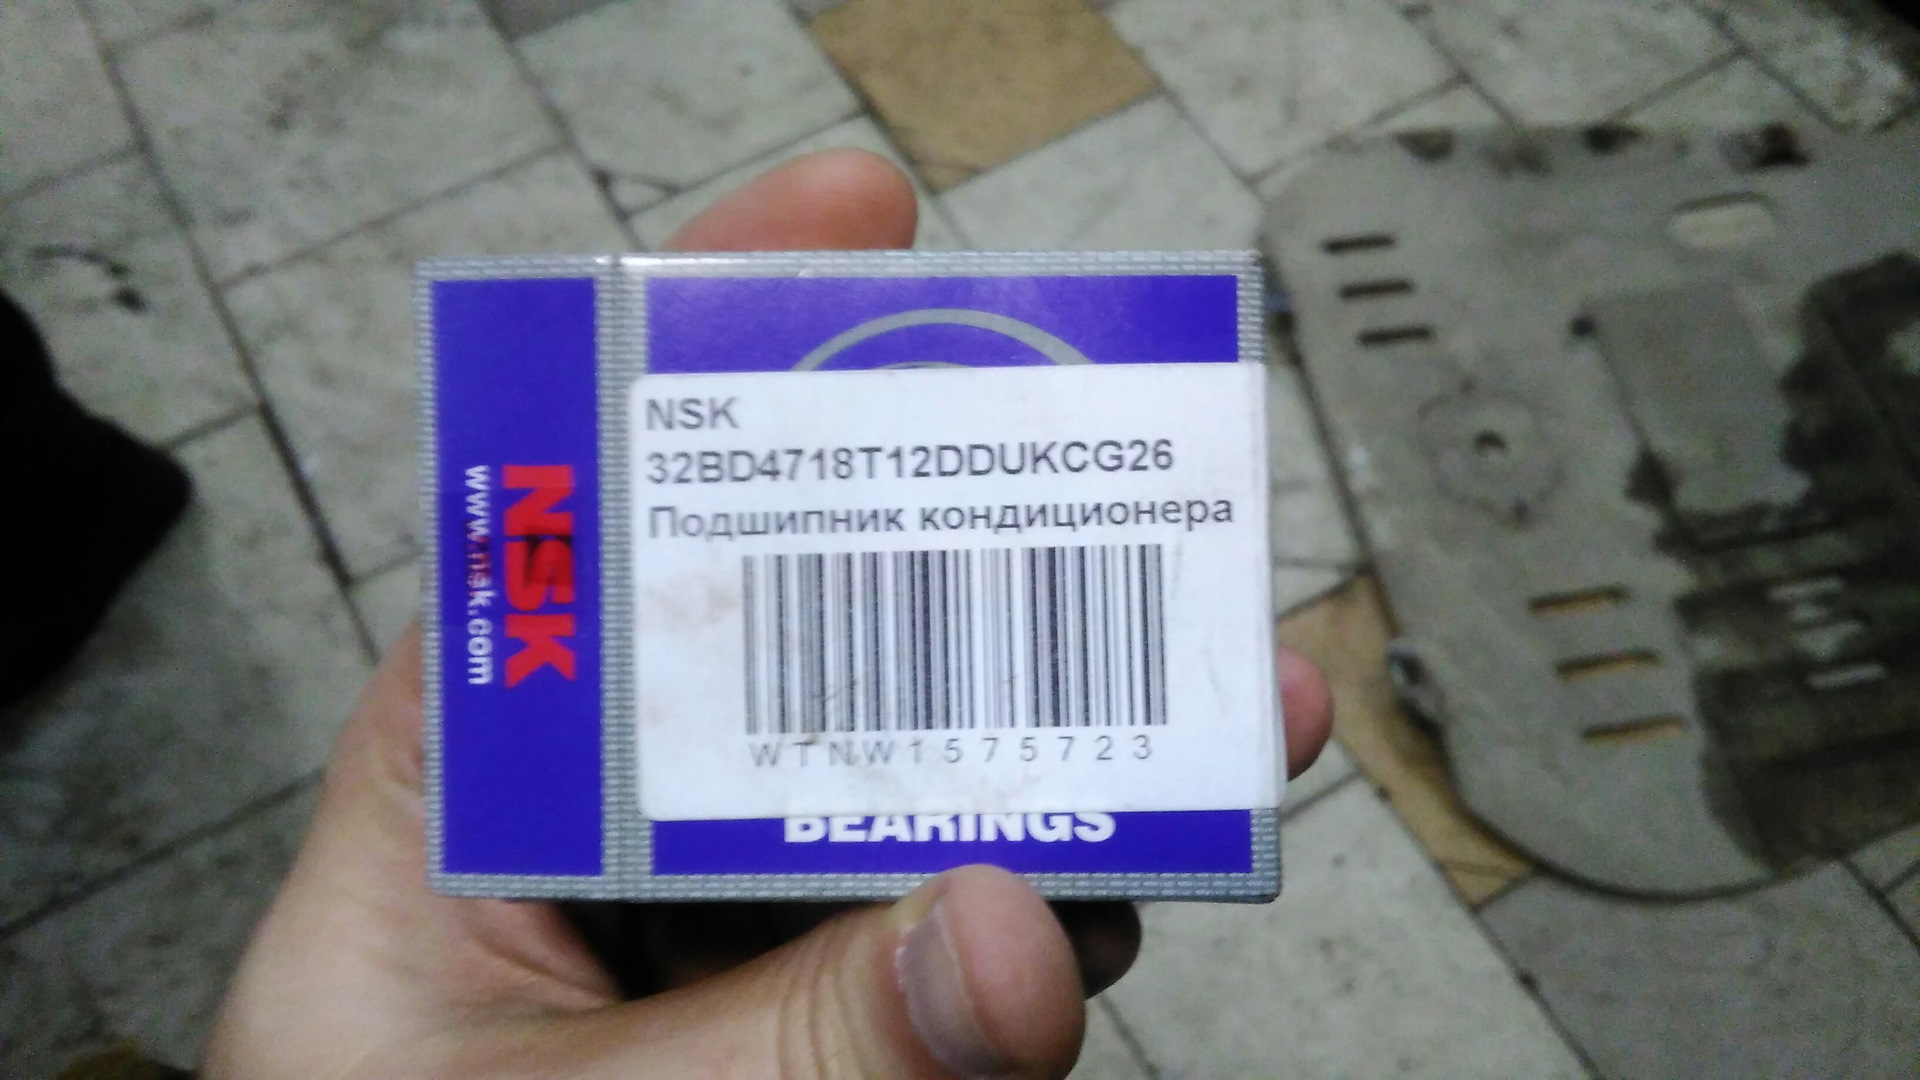 NSK
www.nsk.com
NSK
32BD4718T12DDUKCG26
Подшипник кондиционера
WTNW1575723
BEARINGS